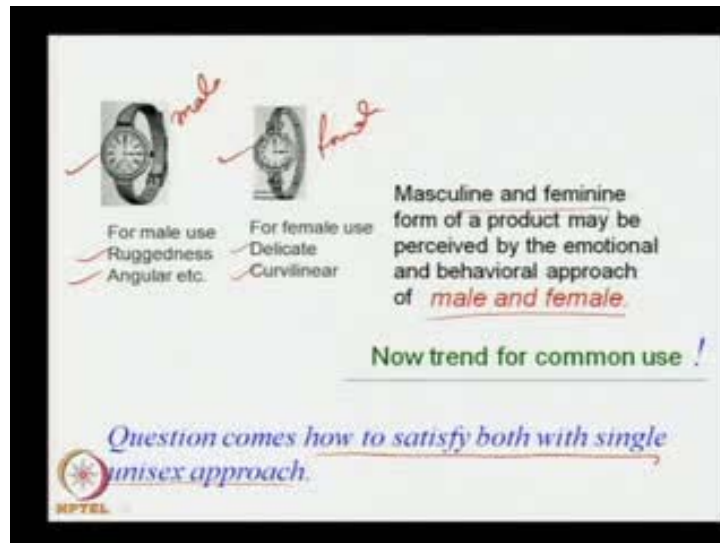 male
For male use
Ruggedness
Angular etc.
For female use
Delicate
Curvilinear
Masculine and feminine
form of a product may be
perceived by the emotional
and behavioral approach
of male and female.
Now trend for common use !
Question comes how to satisfy both with single
unisex approach.
NPTEL